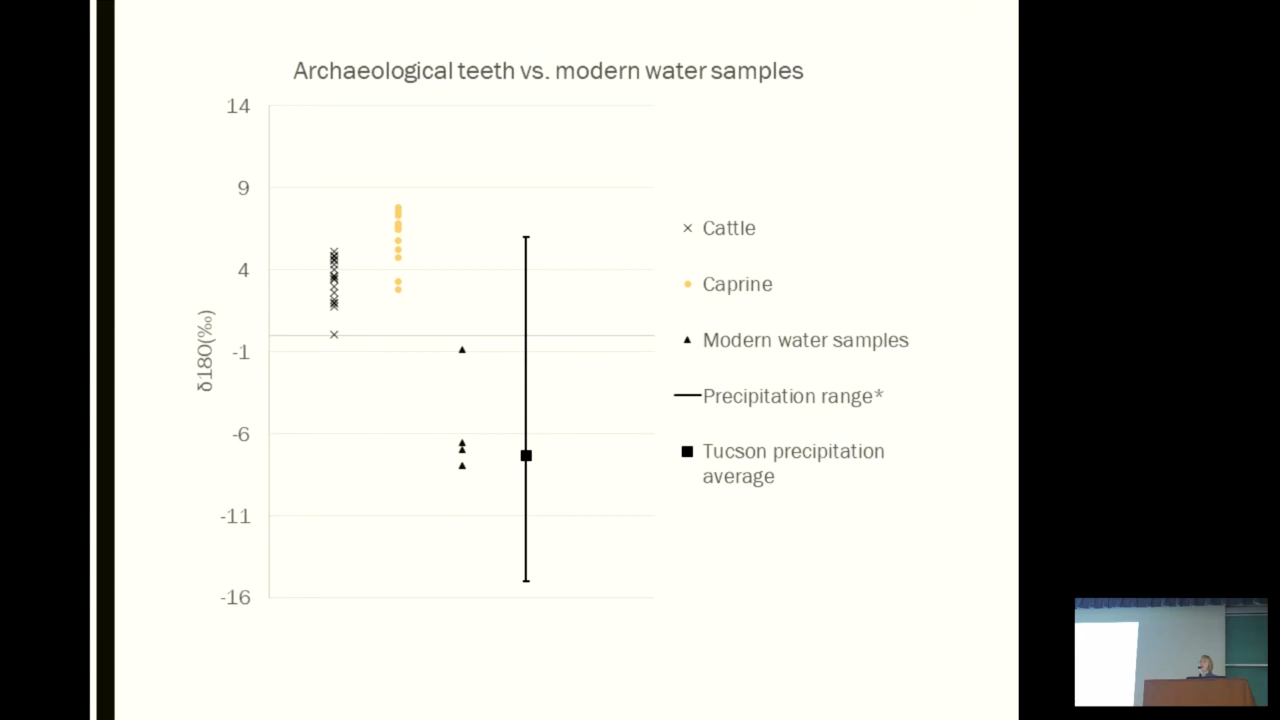 Archaeological teeth vs. modern water samples
14
9
4
-1
-6
-11
-16
δ18O(‰)
Cattle
Caprine
Modern water samples
Precipitation range*
Tucson precipitation
average